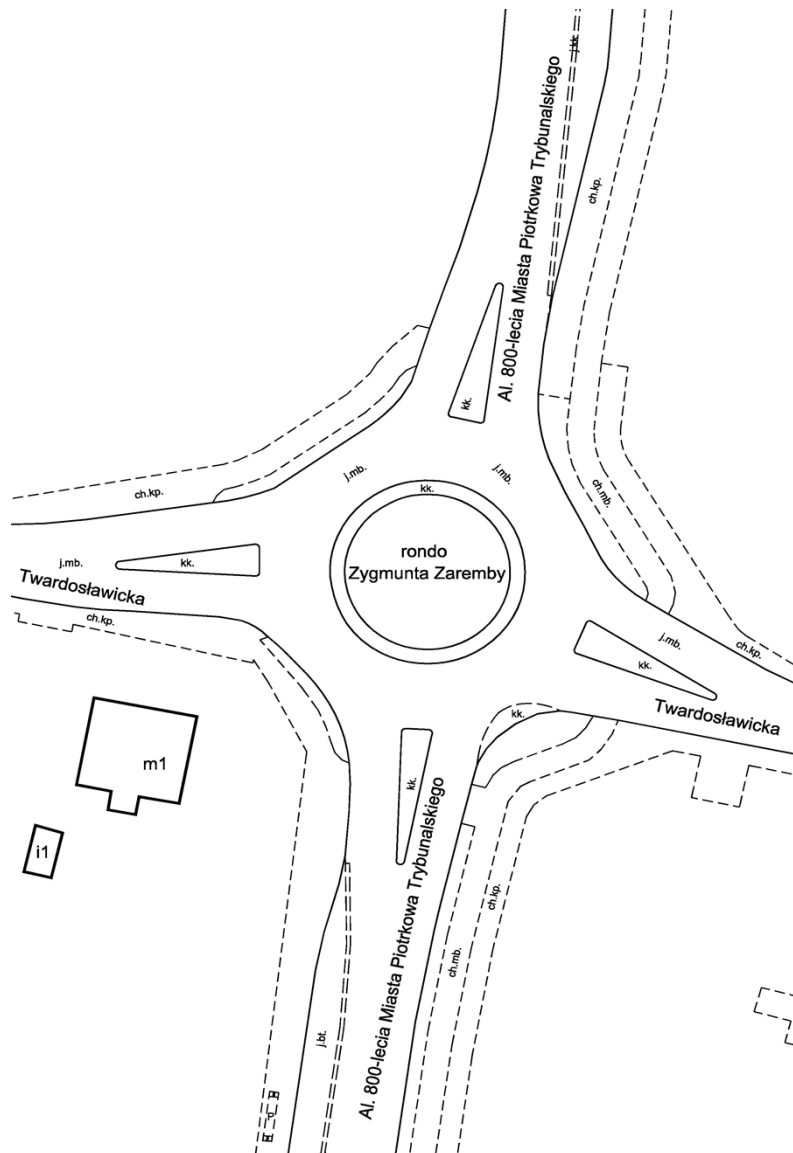 j.kk.
Al. 800-lecia Miasta Piotrkowa Trybunalskiego
ch.kp.
kk.
j.mb.
j.mb.
kk.
ch.kp.
ch.mb.
rondo
Zygmunta Zaremby
j.mb.
kk.
Twardosławicka
ch.kp.
j.mb.
ch.kp.
kk.
Twardosławicka
kk.
m1
kk.
i1
Al. 800-lecia Miasta Piotrkowa Trybunalskiego
ch.kp.
ch.mb.
j.bt.
P